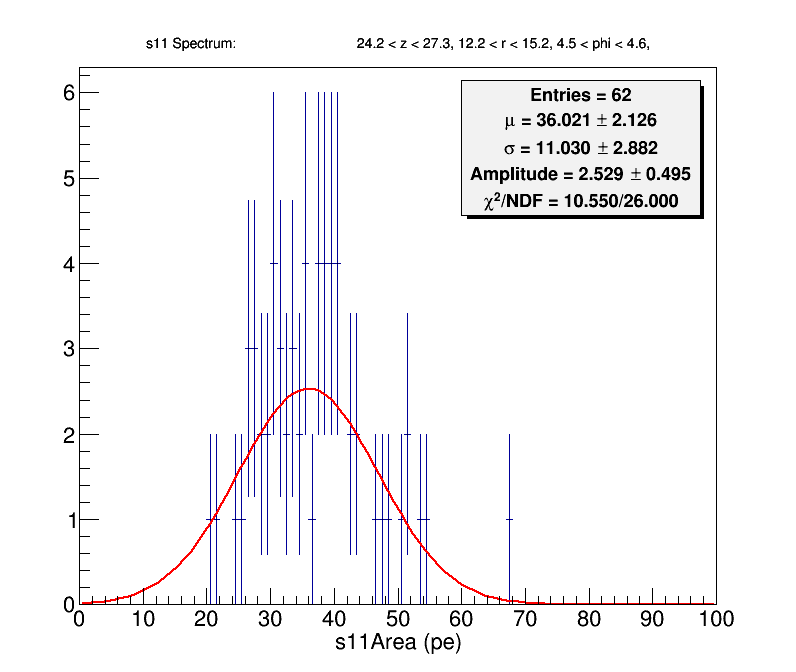 s11 Spectrum: 24.2 < z < 27.3, 12.2 < r < 15.2, 4.5 < phi < 4.6,
Entries = 62
μ = 36.021 ± 2.126
σ = 11.030 ± 2.882
Amplitude = 2.529 ± 0.495
χ²/NDF = 10.550/26.000
6
5
4
3
2
1
0
0 10 20 30 40 50 60 70 80 90 100
s11Area (pe)